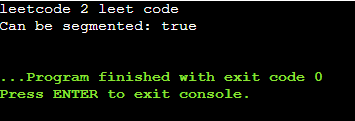 leetcode 2 leet code
Can be segmented: true
...Program finished with exit code 0
Press ENTER to exit console.